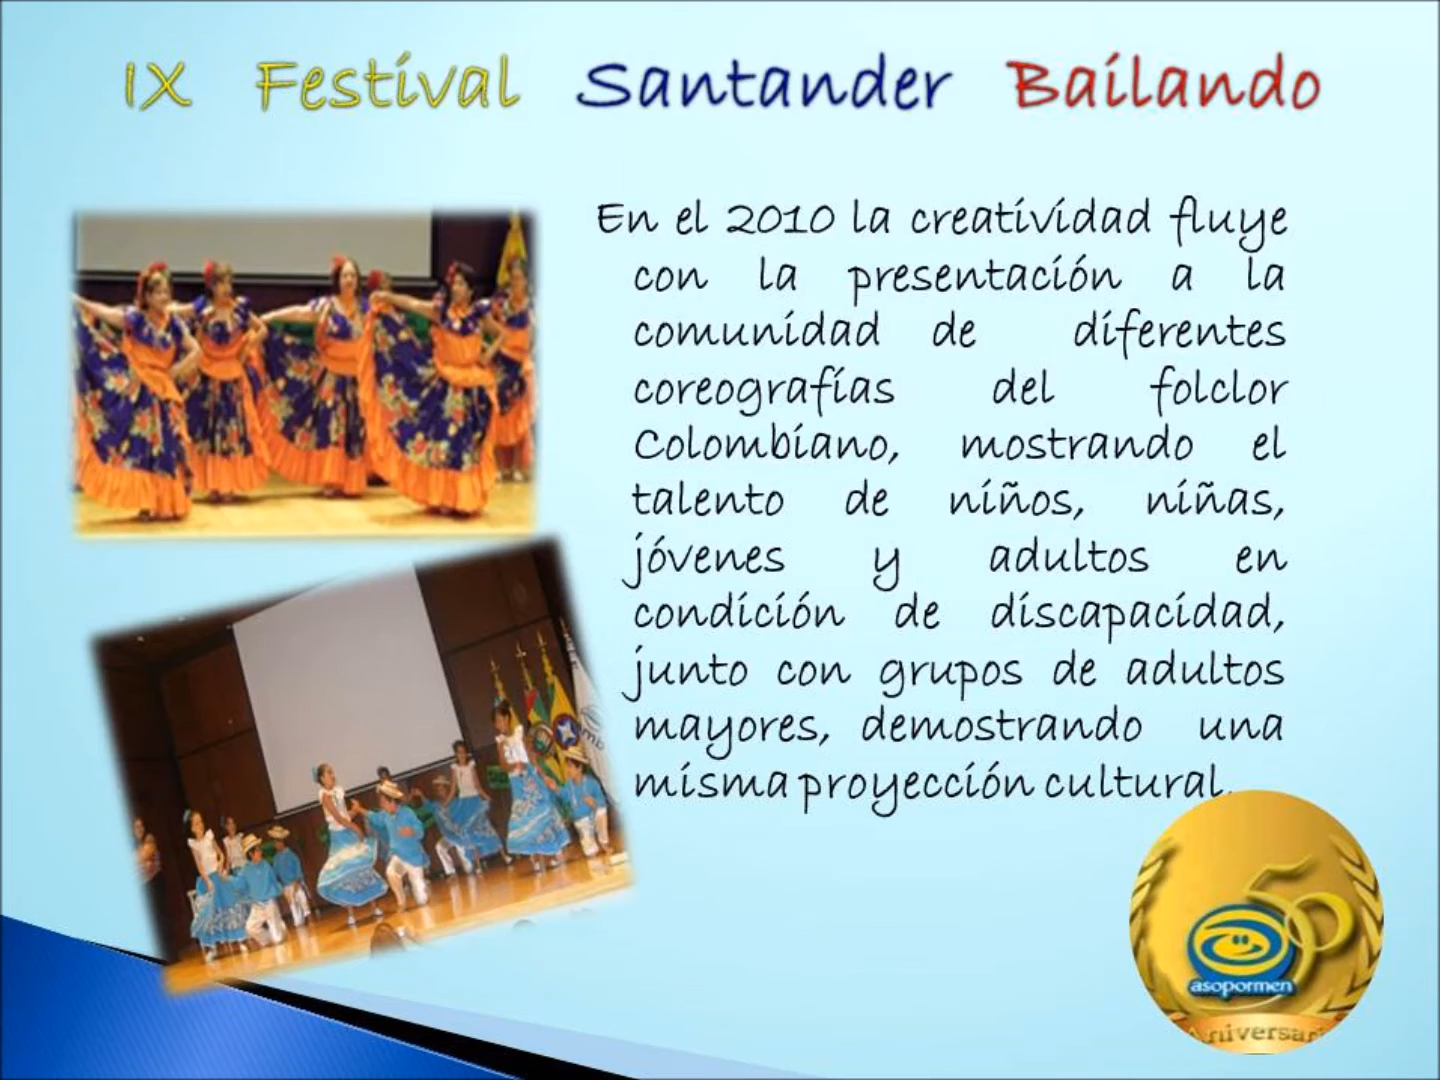 IX Festival Santander Bailando
En el 2010 la creatividad fluye
con la presentación a la
comunidad de diferentes
coreografías del folclor
Colombiano, mostrando el
talento de niños, niñas,
jóvenes y adultos en
condición de discapacidad,
junto con grupos de adultos
mayores, demostrando una
misma proyección cultural.
50
asopormen